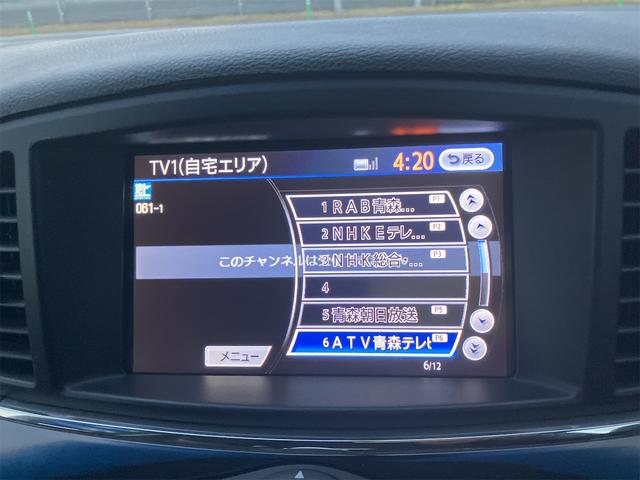 TV1(自宅エリア)
4:20
戻る
061-1
1 RAB青森... P1
2 NHKEテレ... P2
このチャンネルは
3 NHK総合・... P3
4
5 青森朝日放送 P5
6 ATV青森テレビ P6
メニュー
6/12